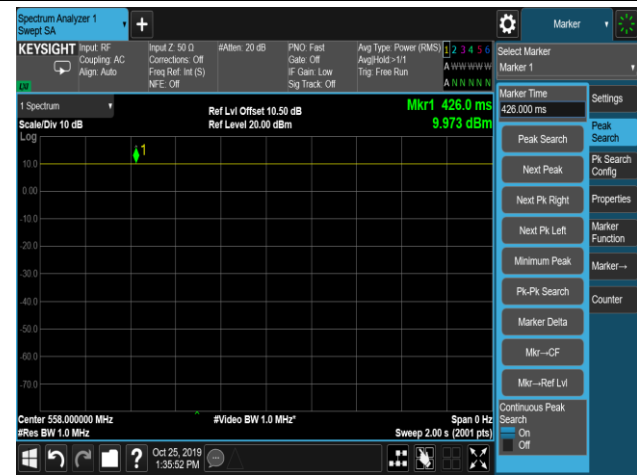 Spectrum Analyzer 1
Swept SA
+
Marker
KEYSIGHT
Input: RF
Coupling: AC
Align: Auto
Input Z: 50 Ω
Corrections: Off
Freq Ref: Int (S)
NFE: Off
#Atten: 20 dB
PNO: Fast
Gate: Off
IF Gain: Low
Sig Track: Off
Avg Type: Power (RMS)
Avg|Hold:>1/1
Trig: Free Run
1 2 3 4 5 6
A W W W W W
A N N N N N
Select Marker
Marker 1
1 Spectrum
Scale/Div 10 dB
Log
Ref Lvl Offset 10.50 dB
Ref Level 20.00 dBm
Mkr1 426.0 ms
9.973 dBm
1
10.0
0.00
-10.0
-20.0
-30.0
-40.0
-50.0
-60.0
-70.0
Center 558.000000 MHz
#Res BW 1.0 MHz
#Video BW 1.0 MHz*
Span 0 Hz
Sweep 2.00 s (2001 pts)
Marker Time
426.000 ms
Peak Search
Next Peak
Next Pk Right
Next Pk Left
Minimum Peak
Pk-Pk Search
Marker Delta
Mkr→CF
Mkr→Ref Lvl
Continuous Peak
Search
On
Off
Settings
Peak
Search
Pk Search
Config
Properties
Marker
Function
Marker→
Counter
?
Oct 25, 2019
1:35:52 PM